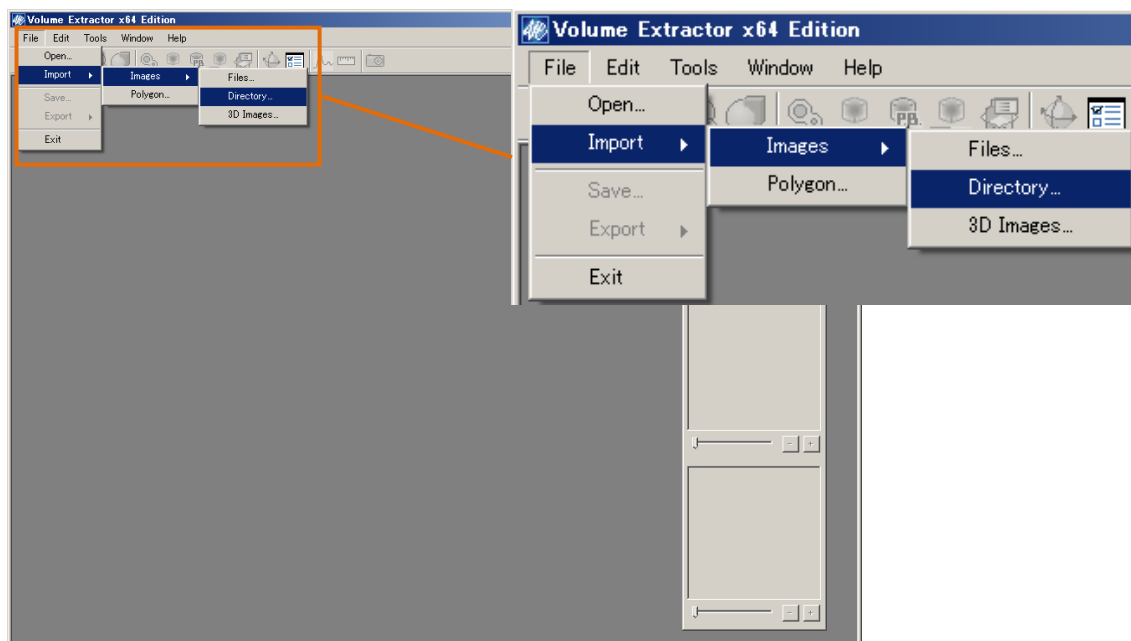 Volume Extractor x64 Edition
File Edit Tools Window Help
Open...
Import
Images
Files...
Save...
Polygon...
Directory...
Export
3D Images...
Exit
Volume Extractor x64 Edition
File Edit Tools Window Help
Open...
PB
Import
Images
Files...
Save...
Polygon...
Directory...
Export
3D Images...
Exit